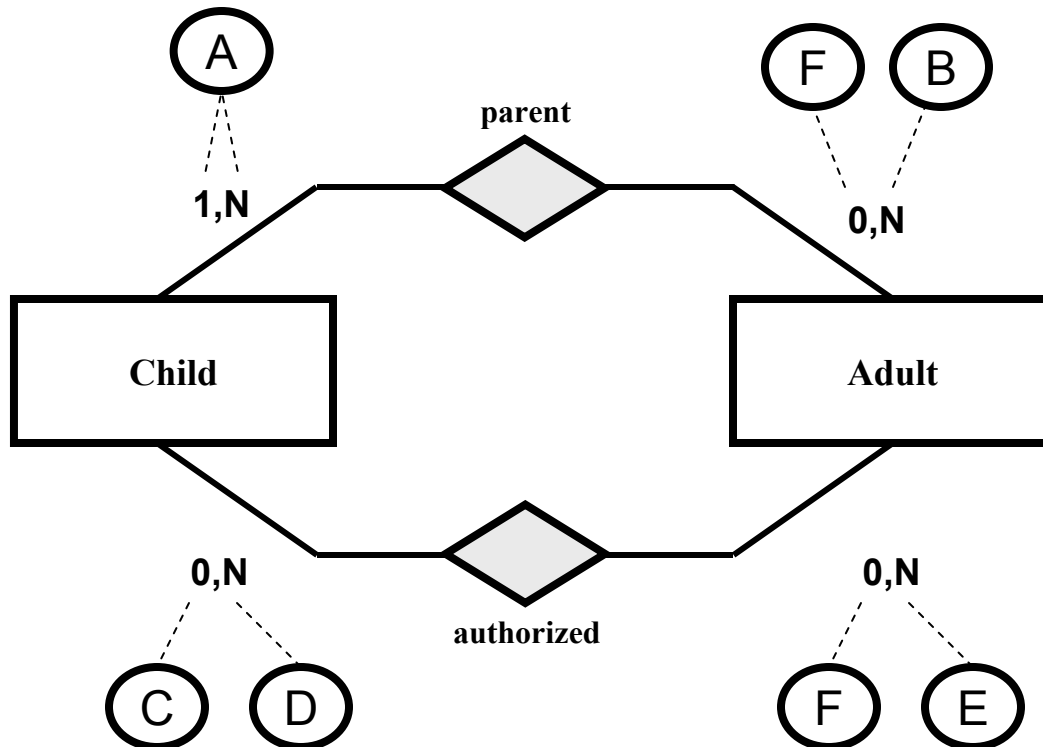 A
F
B
parent
1,N
0,N
Child
Adult
0,N
0,N
authorized
C
D
F
E